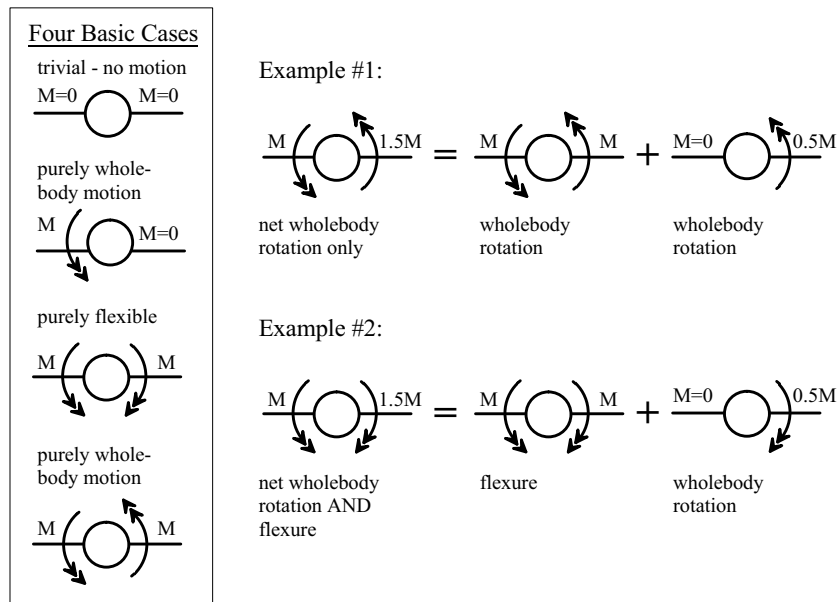 Four Basic Cases
trivial - no motion
M=0 M=0
purely whole-
body motion
M M=0
purely flexible
M M
purely whole-
body motion
M M
Example #1:
M 1.5M = M M + M=0 0.5M
net wholebody
rotation only
wholebody
rotation
wholebody
rotation
Example #2:
M 1.5M = M M + M=0 0.5M
net wholebody
rotation AND
flexure
flexure
wholebody
rotation